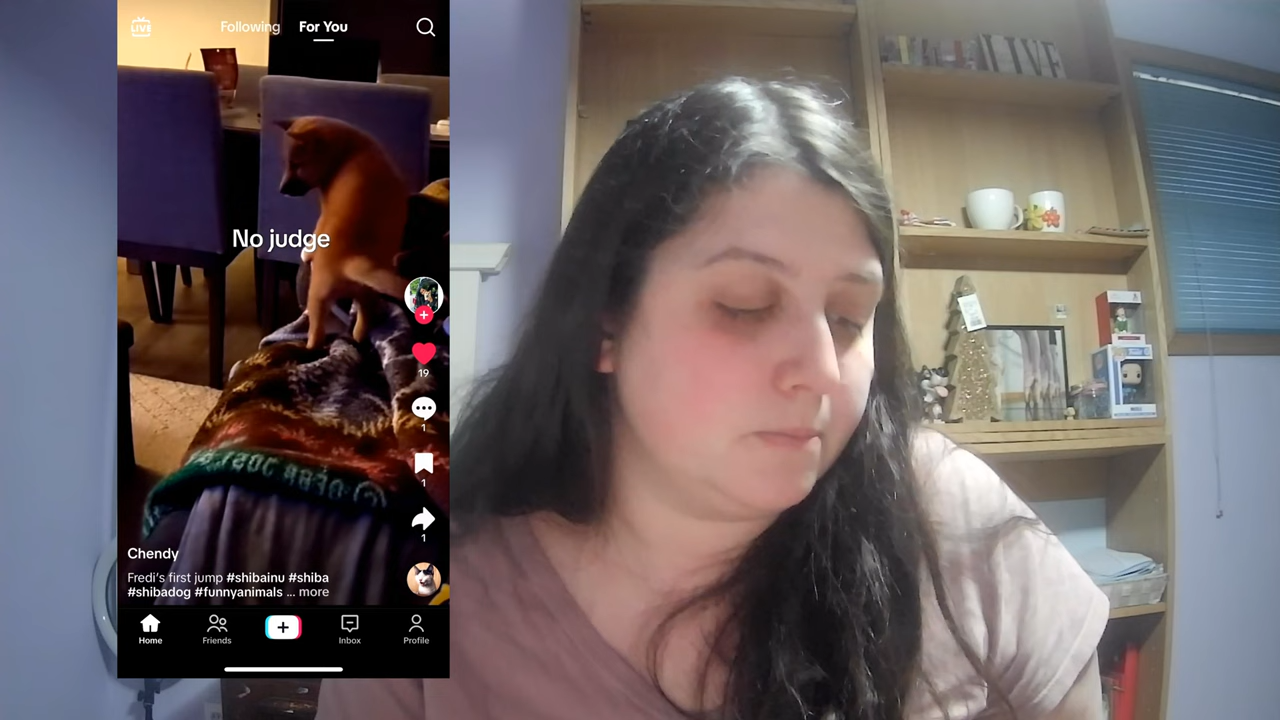 LIVE
Following
For You
No judge
19
1
1
1
Chendy
Fredi's first jump #shibainu #shiba
#shibadog #funnyanimals ... more
Home
Friends
Inbox
Profile
LIVE